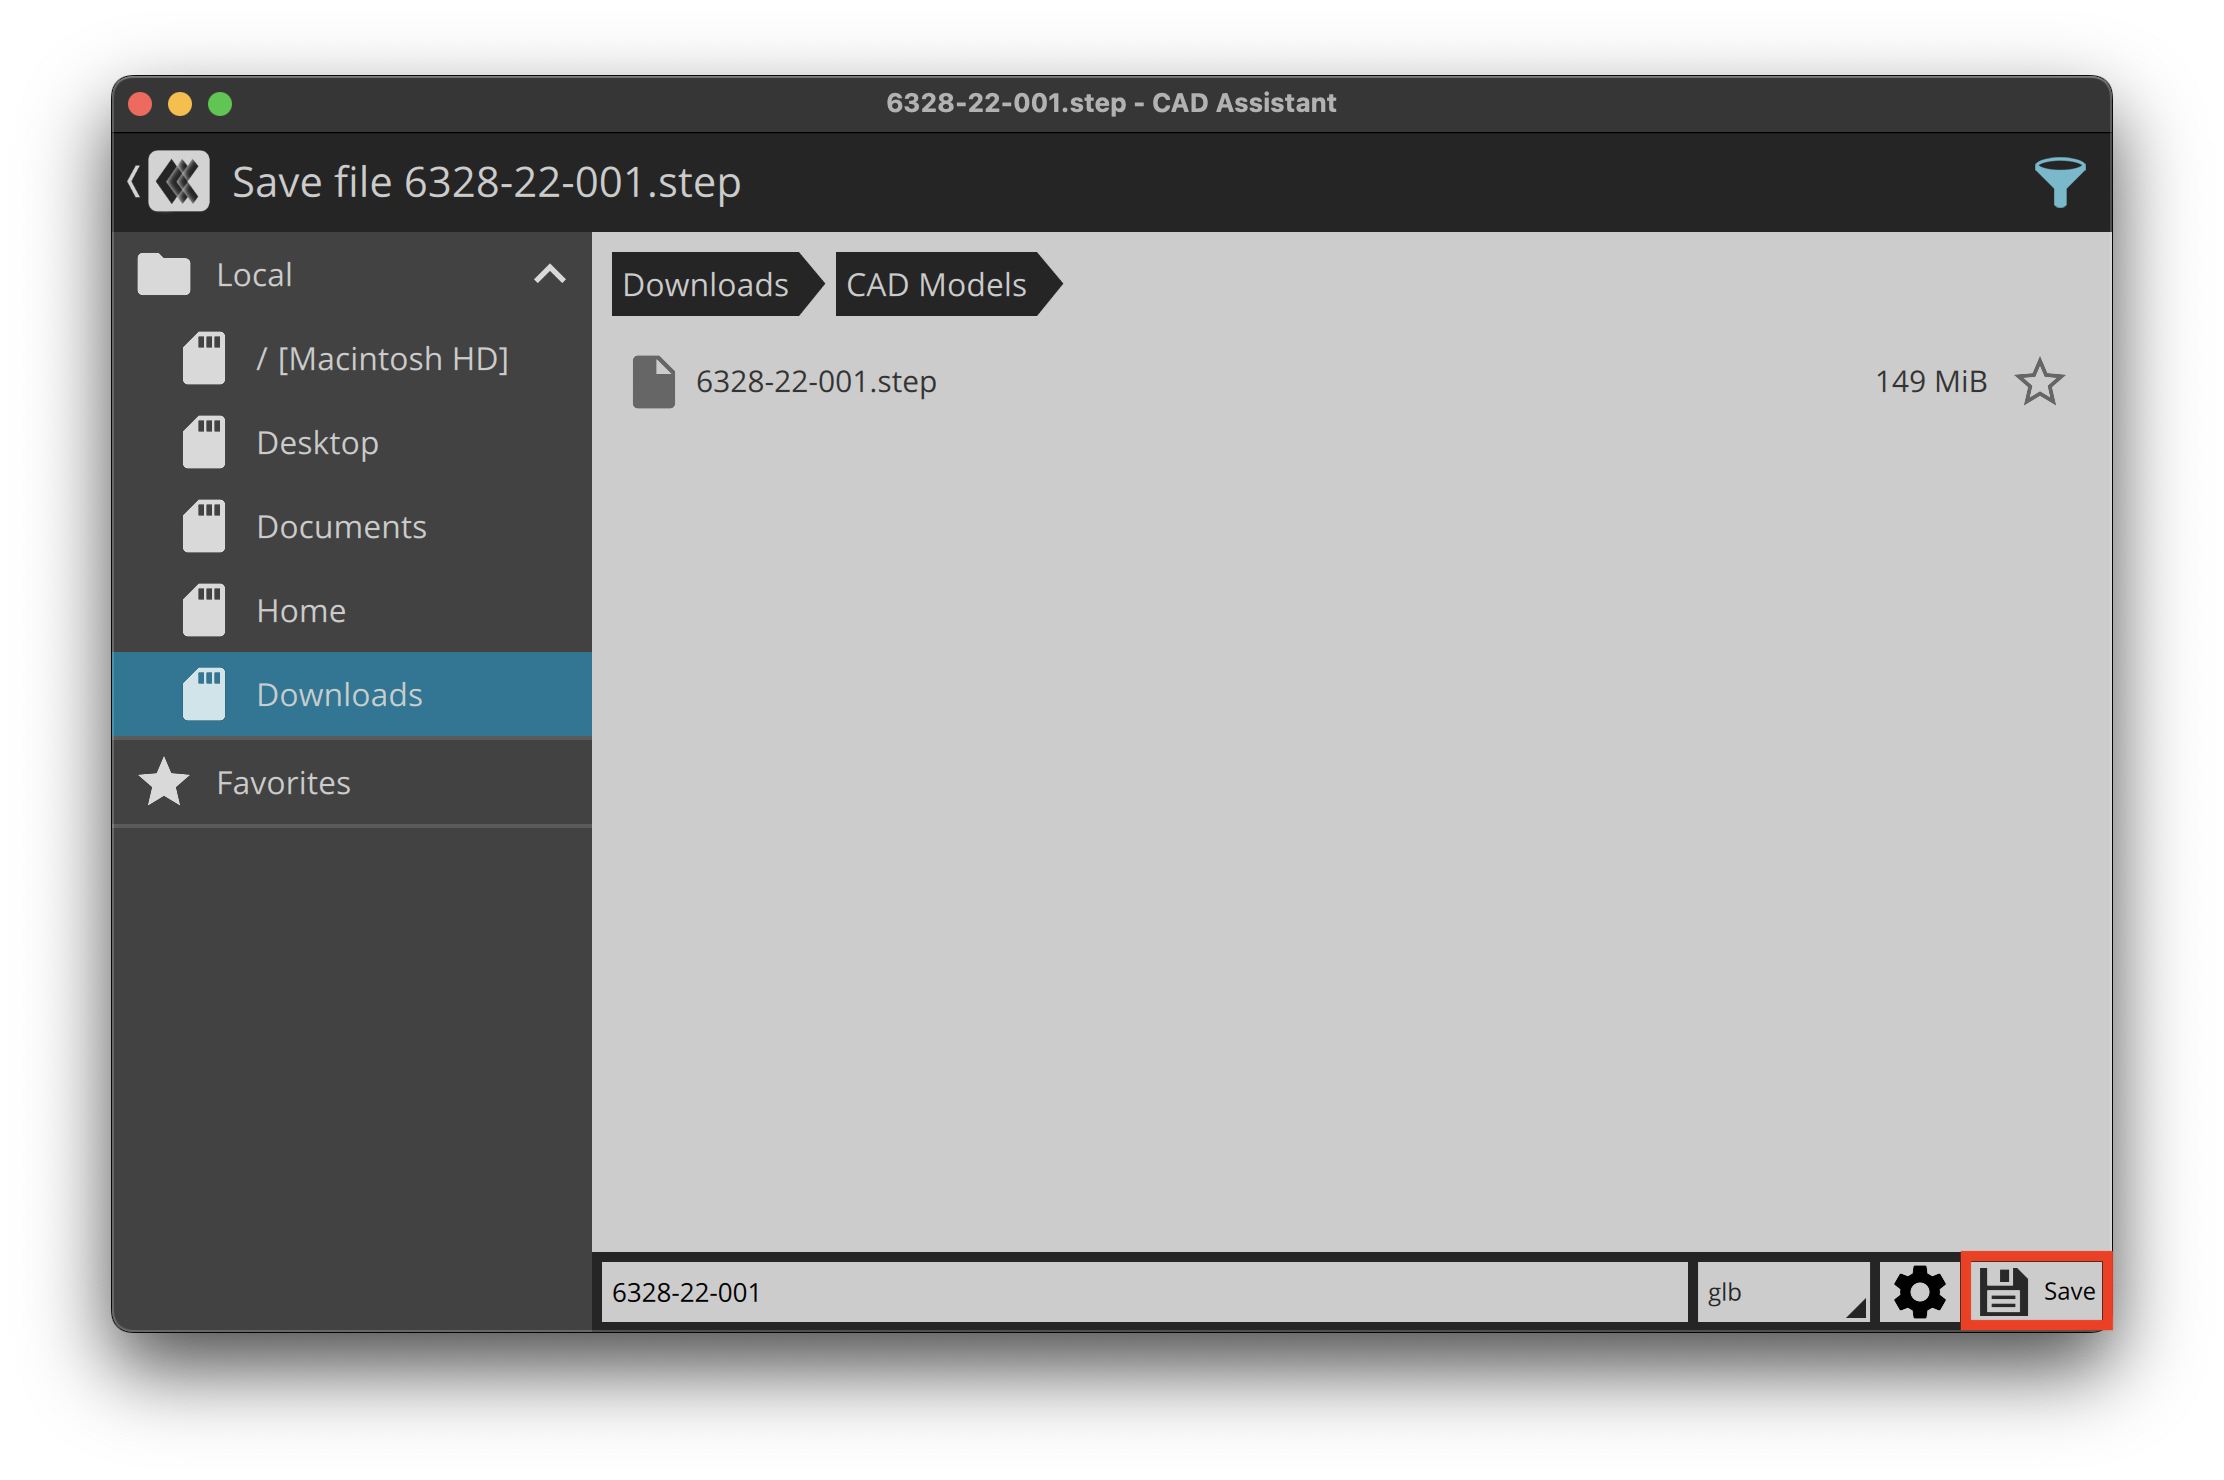 6328-22-001.step - CAD Assistant
Save file 6328-22-001.step
Local
/ [Macintosh HD]
Desktop
Documents
Home
Downloads
Favorites
Downloads CAD Models
6328-22-001.step 149 MiB
6328-22-001 glb Save